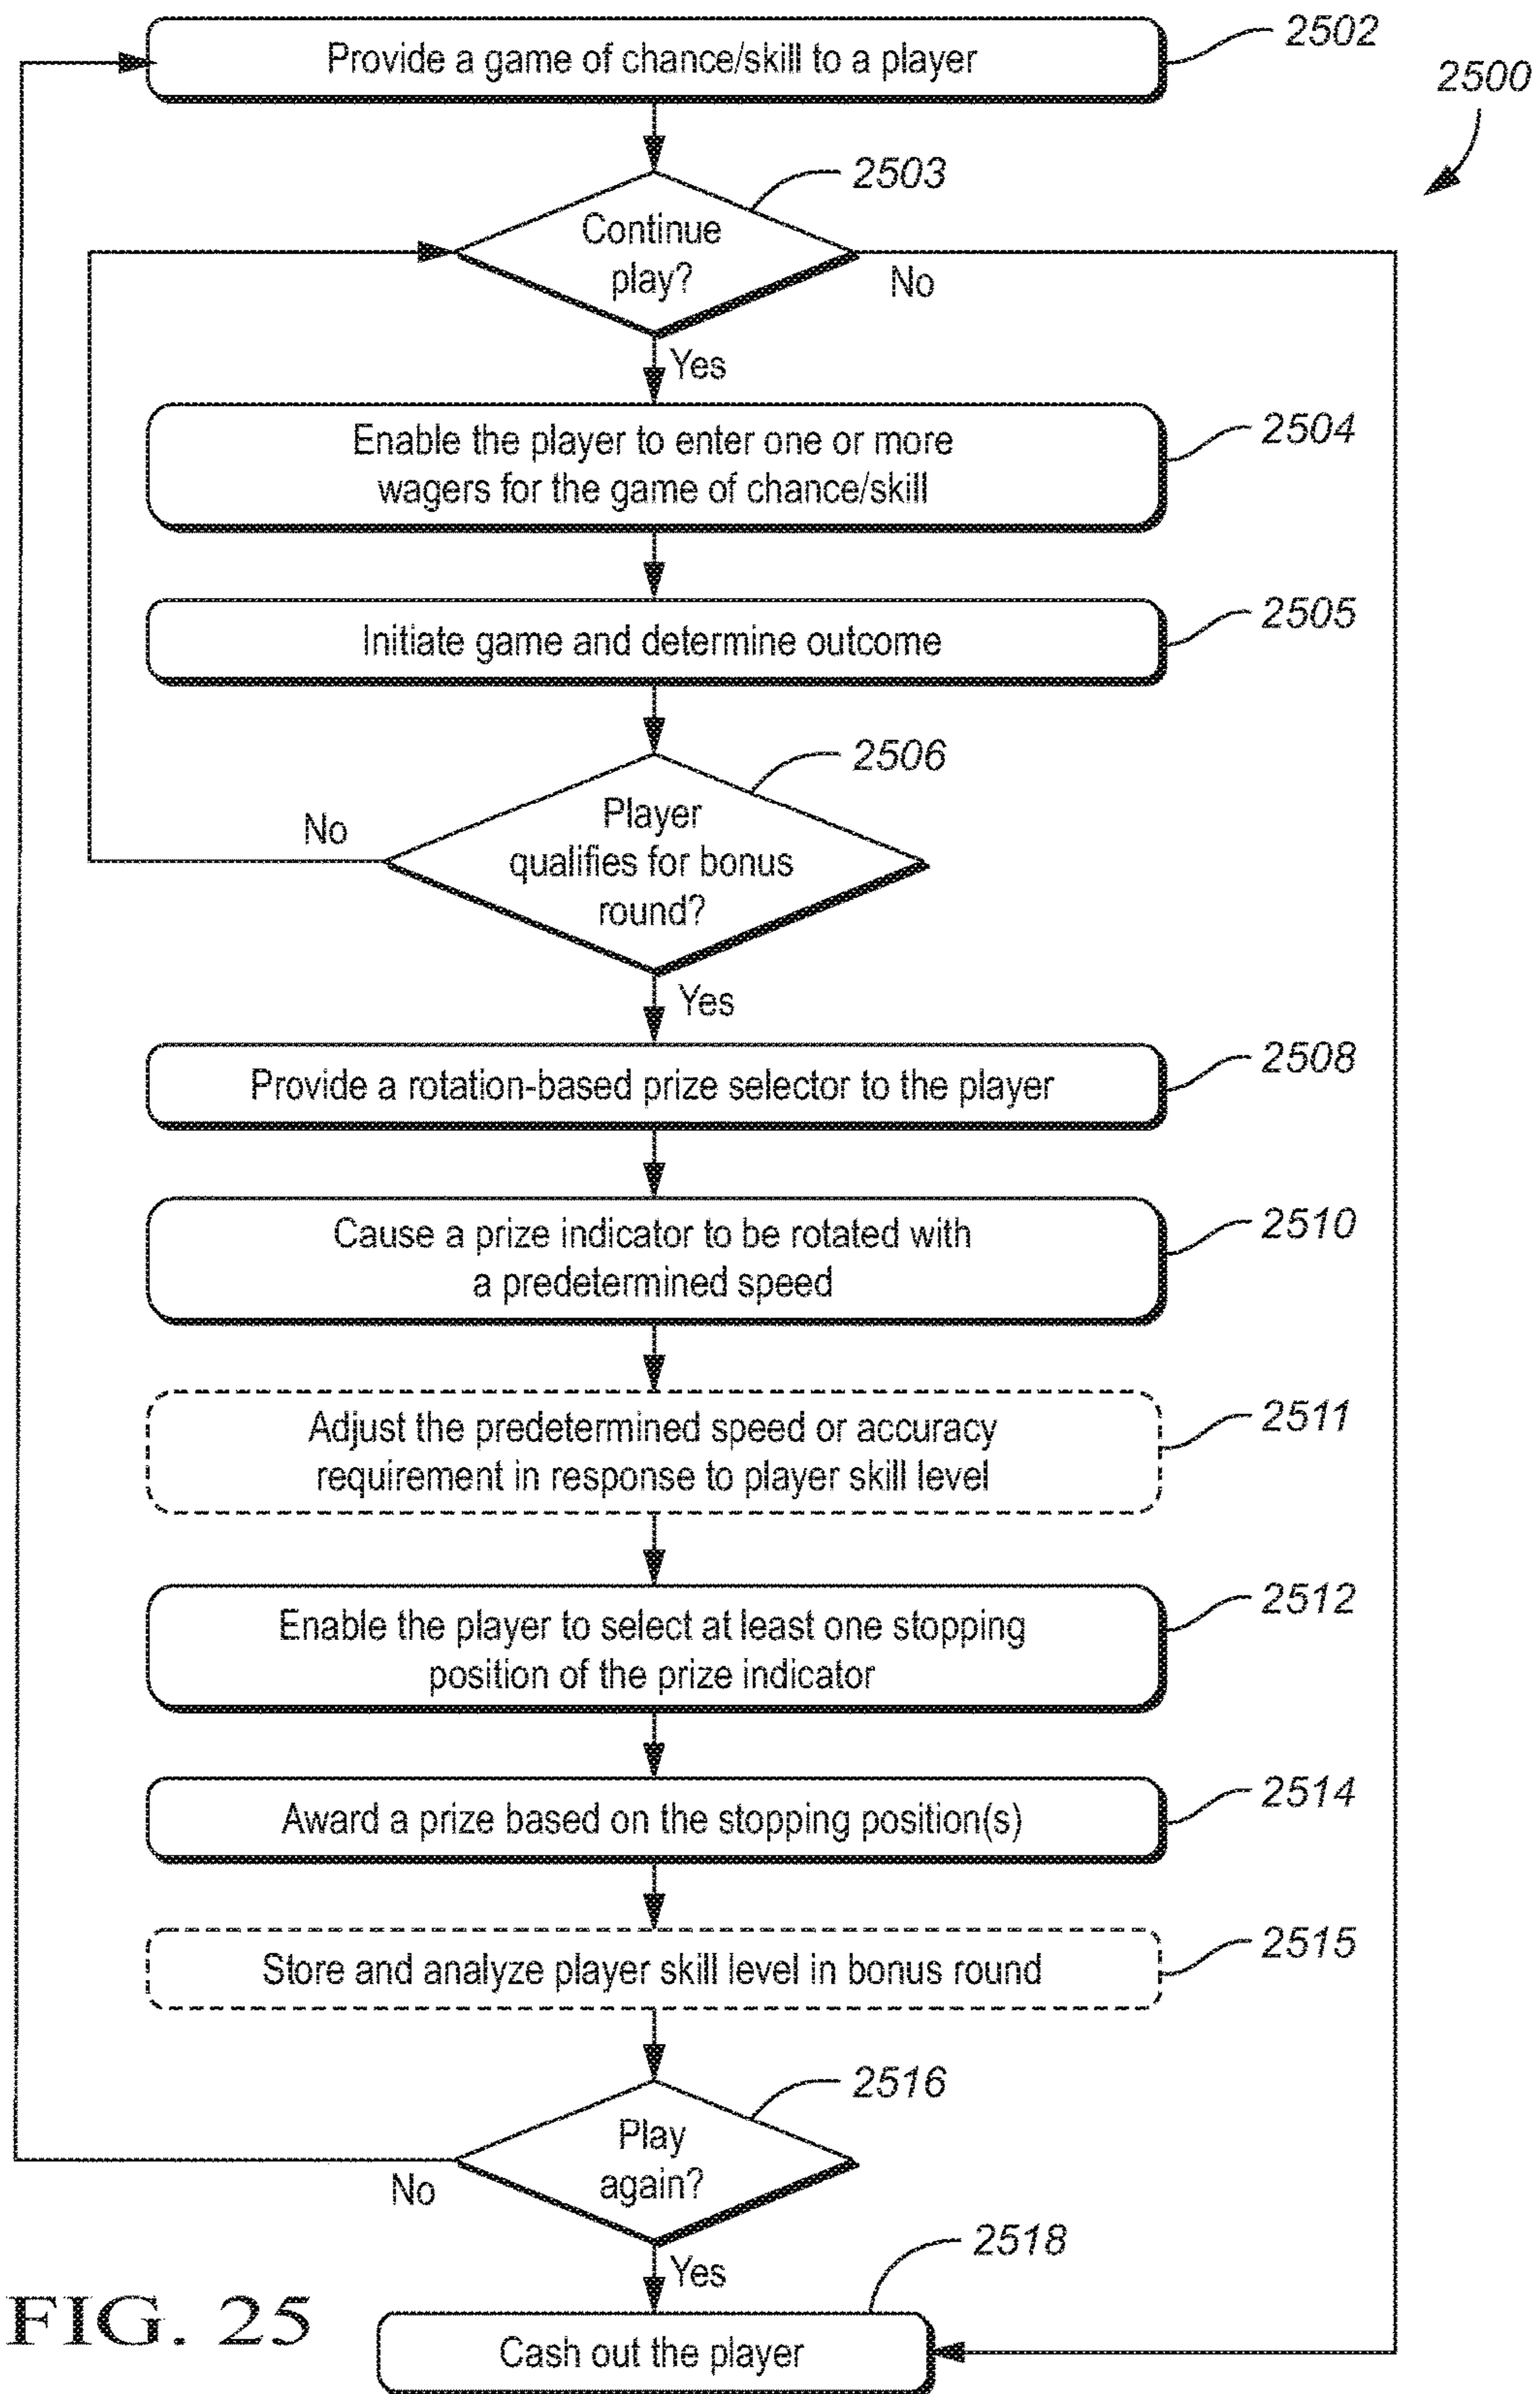 Provide a game of chance/skill to a player
2502
2500
2503
Continue
play?
No
Yes
Enable the player to enter one or more
wagers for the game of chance/skill
2504
Initiate game and determine outcome
2505
2506
Player
qualifies for bonus
round?
No
Yes
Provide a rotation-based prize selector to the player
2508
Cause a prize indicator to be rotated with
a predetermined speed
2510
Adjust the predetermined speed or accuracy
requirement in response to player skill level
2511
Enable the player to select at least one stopping
position of the prize indicator
2512
Award a prize based on the stopping position(s)
2514
Store and analyze player skill level in bonus round
2515
2516
Play
again?
No
Yes
2518
Cash out the player
FIG. 25